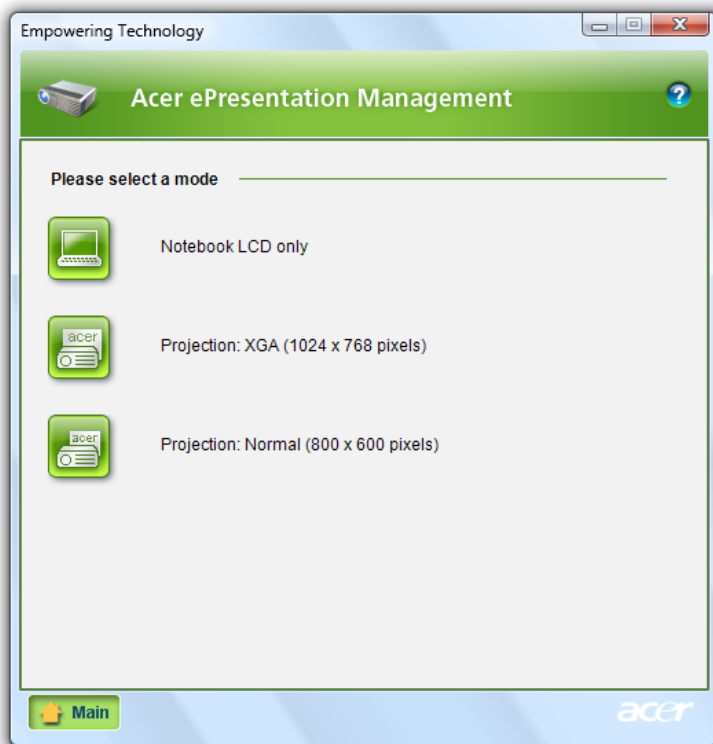 Empowering Technology
Acer ePresentation Management
?
Please select a mode
Notebook LCD only
acer
Projection: XGA (1024 x 768 pixels)
acer
Projection: Normal (800 x 600 pixels)
Main
acer